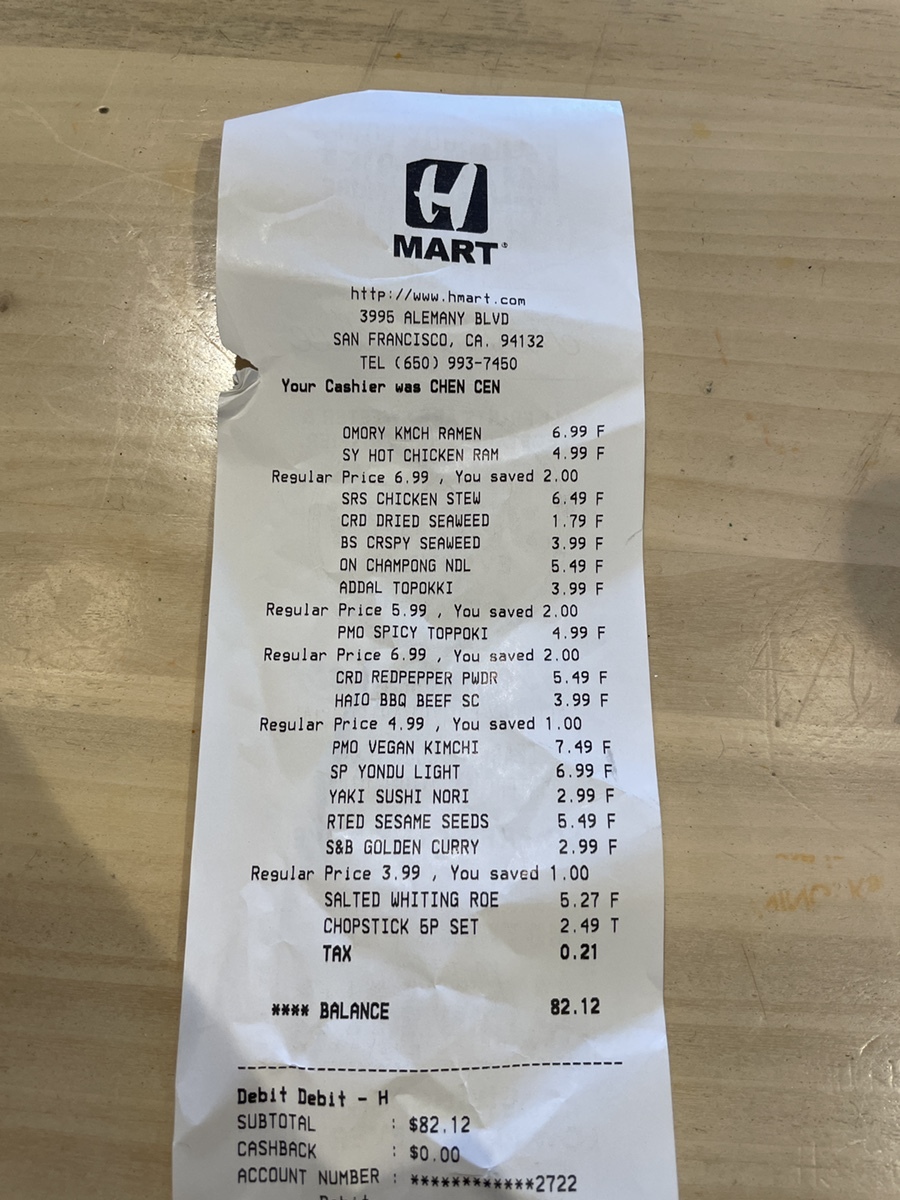 H
MART®
http://www.hmart.com
3995 ALEMANY BLVD
SAN FRANCISCO, CA. 94132
TEL (650) 993-7450
Your Cashier was CHEN CEN
OMORY KMCH RAMEN 6.99 F
SY HOT CHICKEN RAM 4.99 F
Regular Price 6.99 , You saved 2.00
SRS CHICKEN STEW 6.49 F
CRD DRIED SEAWEED 1.79 F
BS CRSPY SEAWEED 3.99 F
ON CHAMPONG NDL 5.49 F
ADDAL TOPOKKI 3.99 F
Regular Price 5.99 , You saved 2.00
PMO SPICY TOPPOKI 4.99 F
Regular Price 6.99 , You saved 2.00
CRD REDPEPPER PWDR 5.49 F
HAIO BBQ BEEF SC 3.99 F
Regular Price 4.99 , You saved 1.00
PMO VEGAN KIMCHI 7.49 F
SP YONDU LIGHT 6.99 F
YAKI SUSHI NORI 2.99 F
RTED SESAME SEEDS 5.49 F
S&B GOLDEN CURRY 2.99 F
Regular Price 3.99 , You saved 1.00
SALTED WHITING ROE 5.27 F
CHOPSTICK 5P SET 2.49 T
TAX 0.21
**** BALANCE 82.12
Debit Debit - H
SUBTOTAL : $82.12
CASHBACK : $0.00
ACCOUNT NUMBER : ************2722